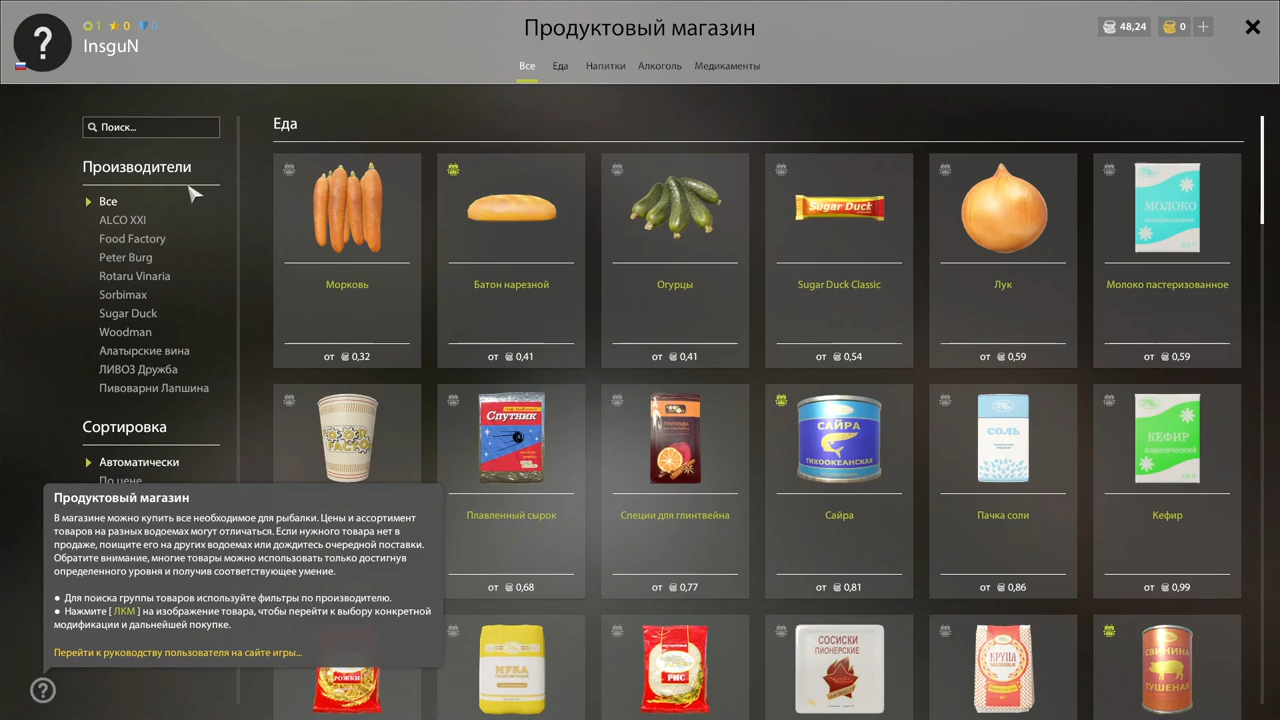 1 0 0
InsguN
Продуктовый магазин
48,24
0
Все Еда Напитки Алкоголь Медикаменты
Поиск...
Производители
Все
ALCO XXI
Food Factory
Peter Burg
Rotaru Vinaria
Sorbimax
Sugar Duck
Woodman
Алатырские вина
ЛИВОЗ Дружба
Пивоварни Лапшина
Сортировка
Автоматически
По цене
Еда
Sugar Duck
МОЛОКО
Морковь
Батон нарезной
Огурцы
Sugar Duck Classic
Лук
Молоко пастеризованное
от 0,32
от 0,41
от 0,41
от 0,54
от 0,59
от 0,59
Спутник
САЙРА
ТИХООКЕАНСКАЯ
СОЛЬ
КЕФИР
КЛАССИЧЕСКИЙ
Плавленный сырок
Специи для глинтвейна
Сайра
Пачка соли
Кефир
от 0,68
от 0,77
от 0,81
от 0,86
от 0,99
РОЖКИ
МУКА
РИС
СОСИСКИ
ПИОНЕРСКИЕ
КРУПА
СВИНИНА
ТУШЕНАЯ
Продуктовый магазин
В магазине можно купить все необходимое для рыбалки. Цены и ассортимент
товаров на разных водоемах могут отличаться. Если нужного товара нет в
продаже, поищите его на других водоемах или дождитесь очередной поставки.
Обратите внимание, многие товары можно использовать только достигнув
определенного уровня и получив соответствующее умение.
● Для поиска группы товаров используйте фильтры по производителю.
● Нажмите [ ЛКМ ] на изображение товара, чтобы перейти к выбору конкретной
модификации и дальнейшей покупке.
Перейти к руководству пользователя на сайте игры...